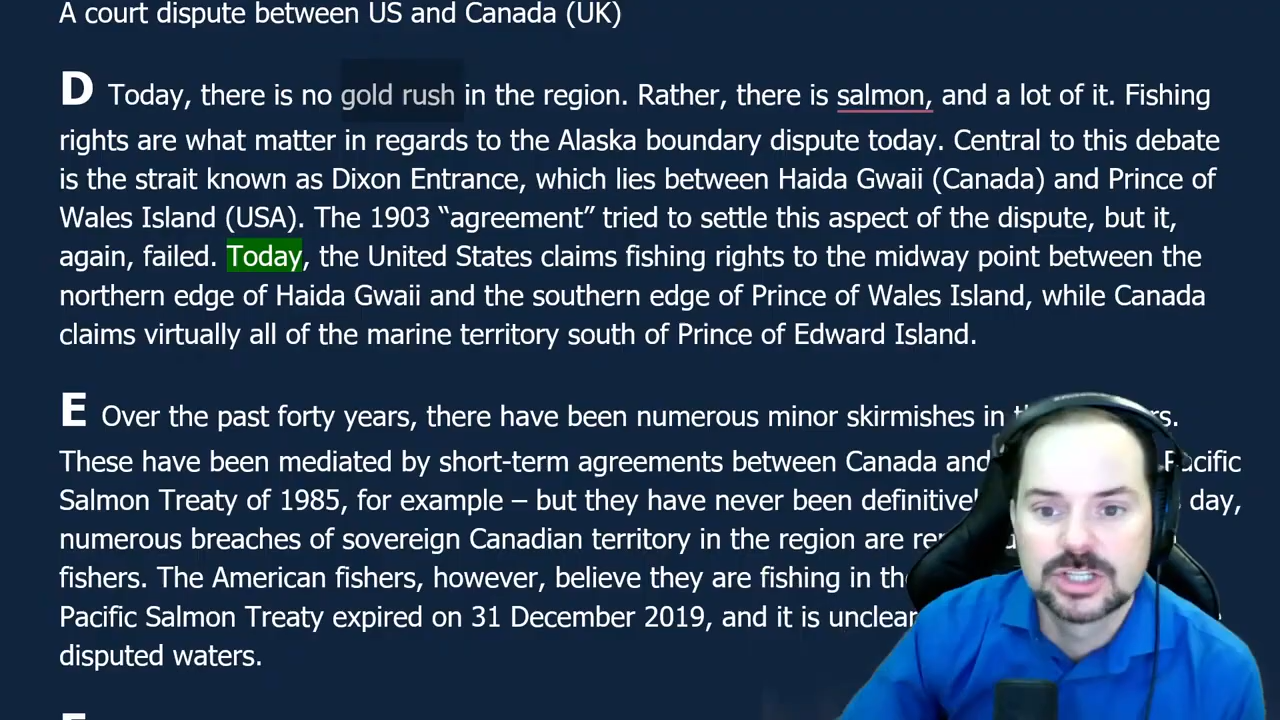 A court dispute between US and Canada (UK)
D Today, there is no gold rush in the region. Rather, there is salmon, and a lot of it. Fishing
rights are what matter in regards to the Alaska boundary dispute today. Central to this debate
is the strait known as Dixon Entrance, which lies between Haida Gwaii (Canada) and Prince of
Wales Island (USA). The 1903 “agreement” tried to settle this aspect of the dispute, but it,
again, failed. Today, the United States claims fishing rights to the midway point between the
northern edge of Haida Gwaii and the southern edge of Prince of Wales Island, while Canada
claims virtually all of the marine territory south of Prince of Edward Island.
E Over the past forty years, there have been numerous minor skirmishes in
These have been mediated by short-term agreements between Canada and Pacific
Salmon Treaty of 1985, for example – but they have never been day,
numerous breaches of sovereign Canadian territory in the region are
fishers. The American fishers, however, believe they are fishing in
Pacific Salmon Treaty expired on 31 December 2019, and it is unclear
disputed waters.